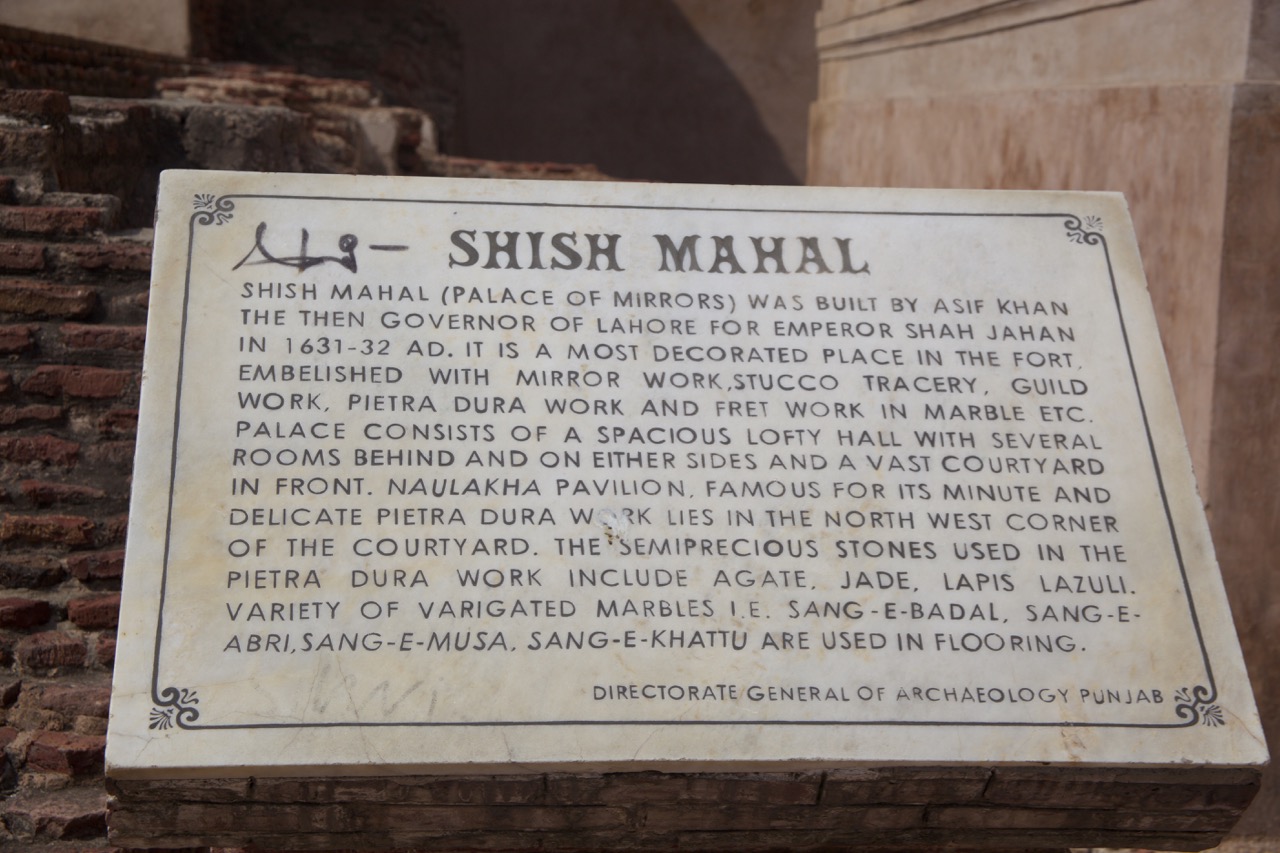 SHISH MAHAL
SHISH MAHAL (PALACE OF MIRRORS) WAS BUILT BY ASIF KHAN
THE THEN GOVERNOR OF LAHORE FOR EMPEROR SHAH JAHAN
IN 1631-32 AD. IT IS A MOST DECORATED PLACE IN THE FORT,
EMBELISHED WITH MIRROR WORK,STUCCO TRACERY, GUILD
WORK, PIETRA DURA WORK AND FRET WORK IN MARBLE ETC.
PALACE CONSISTS OF A SPACIOUS LOFTY HALL WITH SEVERAL
ROOMS BEHIND AND ON EITHER SIDES AND A VAST COURTYARD
IN FRONT. NAULAKHA PAVILION, FAMOUS FOR ITS MINUTE AND
DELICATE PIETRA DURA WORK LIES IN THE NORTH WEST CORNER
OF THE COURTYARD. THE SEMIPRECIOUS STONES USED IN THE
PIETRA DURA WORK INCLUDE AGATE, JADE, LAPIS LAZULI.
VARIETY OF VARIGATED MARBLES I.E. SANG-E-BADAL, SANG-E-
ABRI,SANG-E-MUSA, SANG-E-KHATTU ARE USED IN FLOORING.
DIRECTORATE GENERAL OF ARCHAEOLOGY PUNJAB